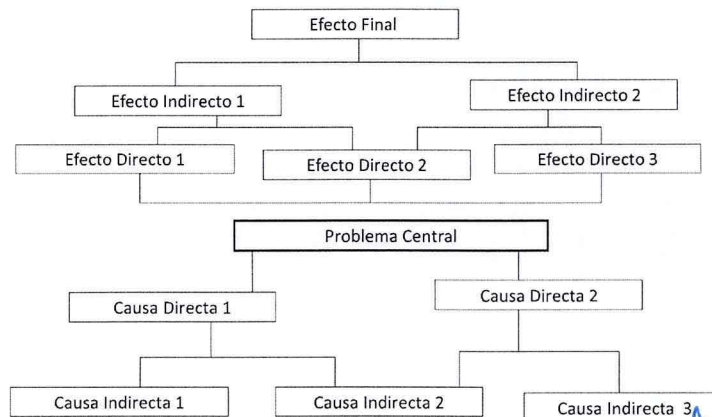 Efecto Final
Efecto Indirecto 1
Efecto Indirecto 2
Efecto Directo 1
Efecto Directo 2
Efecto Directo 3
Problema Central
Causa Directa 1
Causa Directa 2
Causa Indirecta 1
Causa Indirecta 2
Causa Indirecta 3